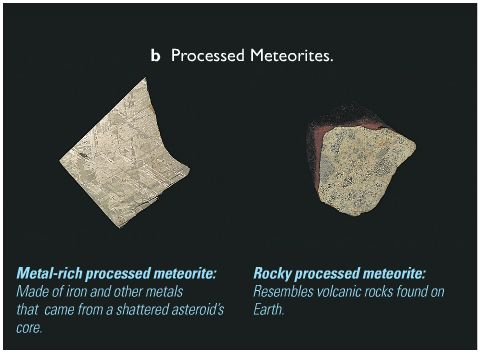 b Processed Meteorites.
Metal-rich processed meteorite:
Made of iron and other metals
that came from a shattered asteroid's
core.
Rocky processed meteorite:
Resembles volcanic rocks found on
Earth.